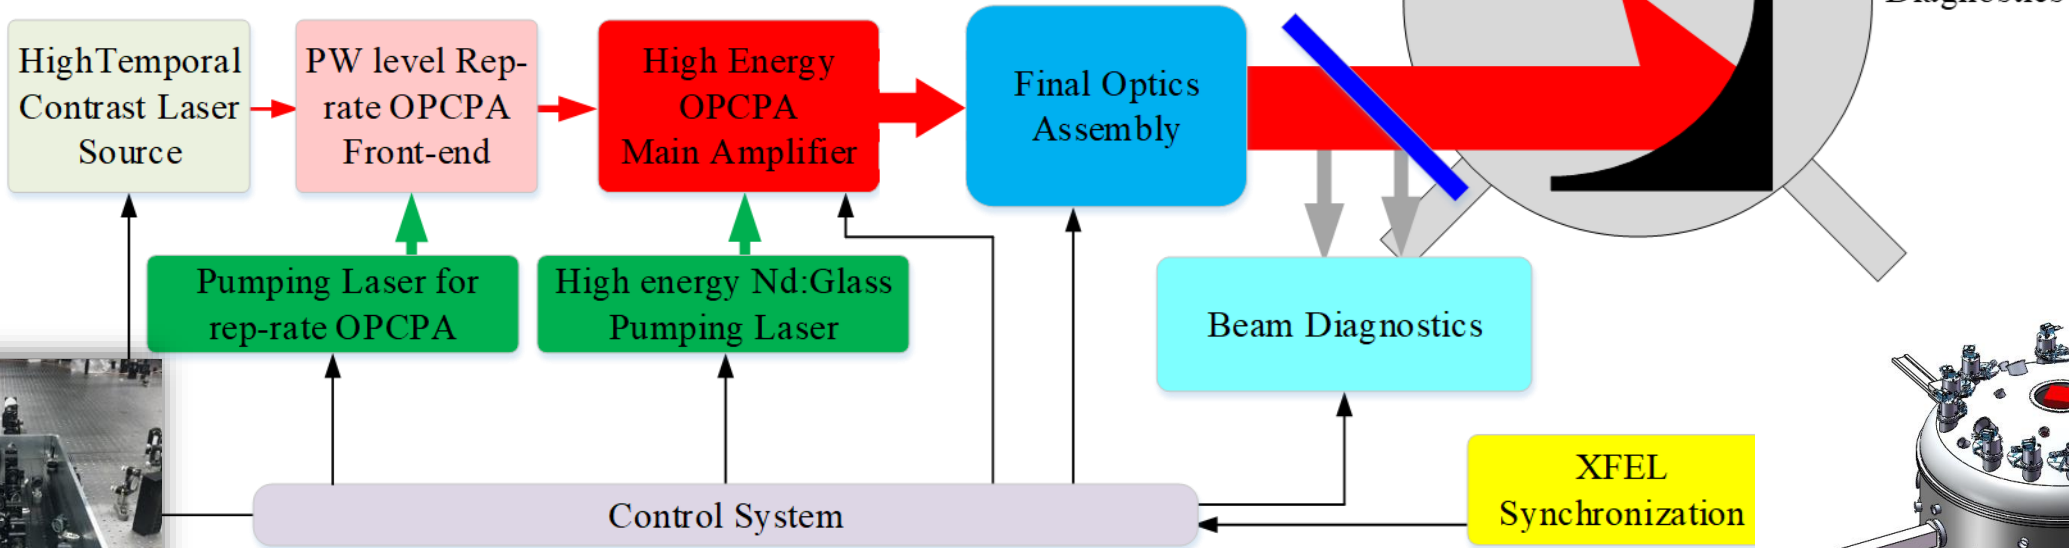 HighTemporal
Contrast Laser
Source
PW level Rep-
rate OPCPA
Front-end
High Energy
OPCPA
Main Amplifier
Final Optics
Assembly
Pumping Laser for
rep-rate OPCPA
High energy Nd:Glass
Pumping Laser
Beam Diagnostics
Control System
XFEL
Synchronization